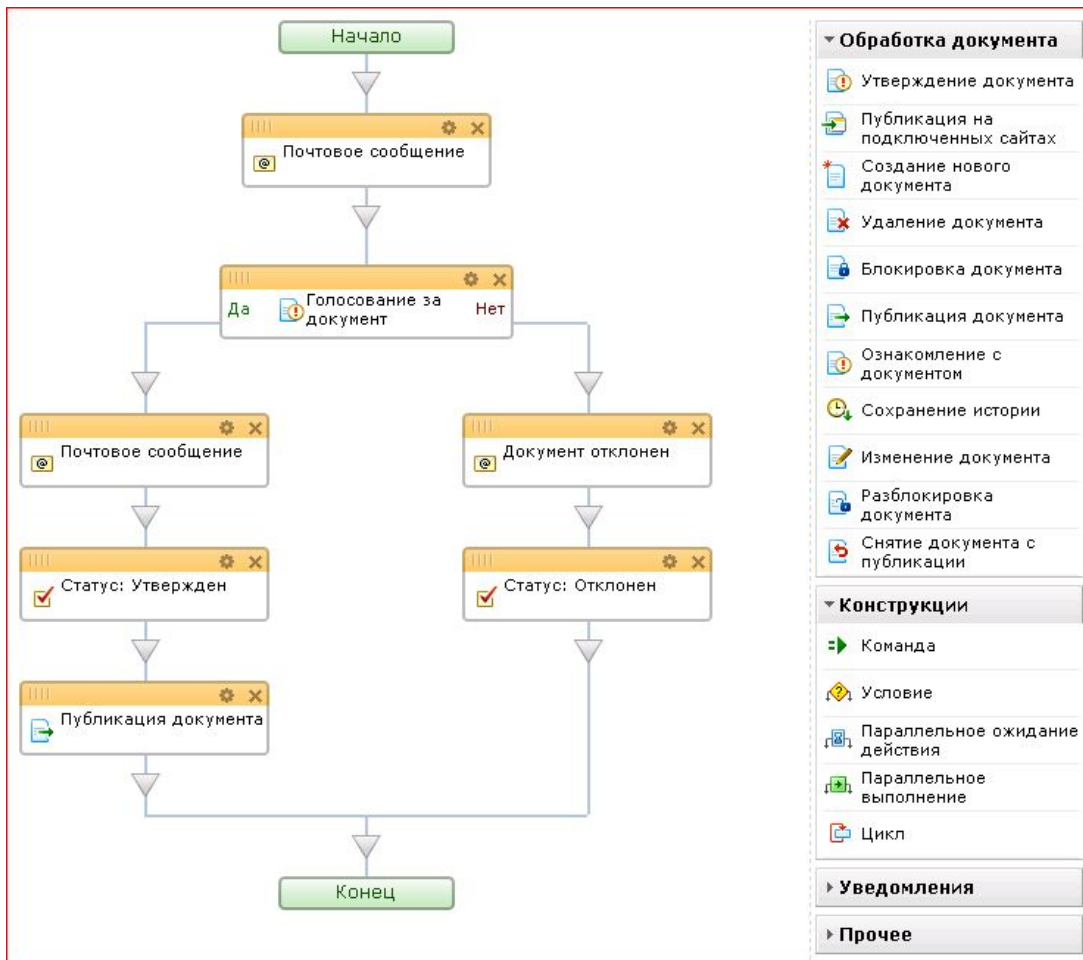 Начало
Почтовое сообщение
Да
Голосование за
документ
Нет
Почтовое сообщение
Документ отклонен
Статус: Утвержден
Статус: Отклонен
Публикация документа
Конец
Обработка документа
Утверждение документа
Публикация на
подключенных сайтах
Создание нового
документа
Удаление документа
Блокировка документа
Публикация документа
Ознакомление с
документом
Сохранение истории
Изменение документа
Разблокировка
документа
Снятие документа с
публикации
Конструкции
Команда
Условие
Параллельное ожидание
действия
Параллельное
выполнение
Цикл
Уведомления
Прочее